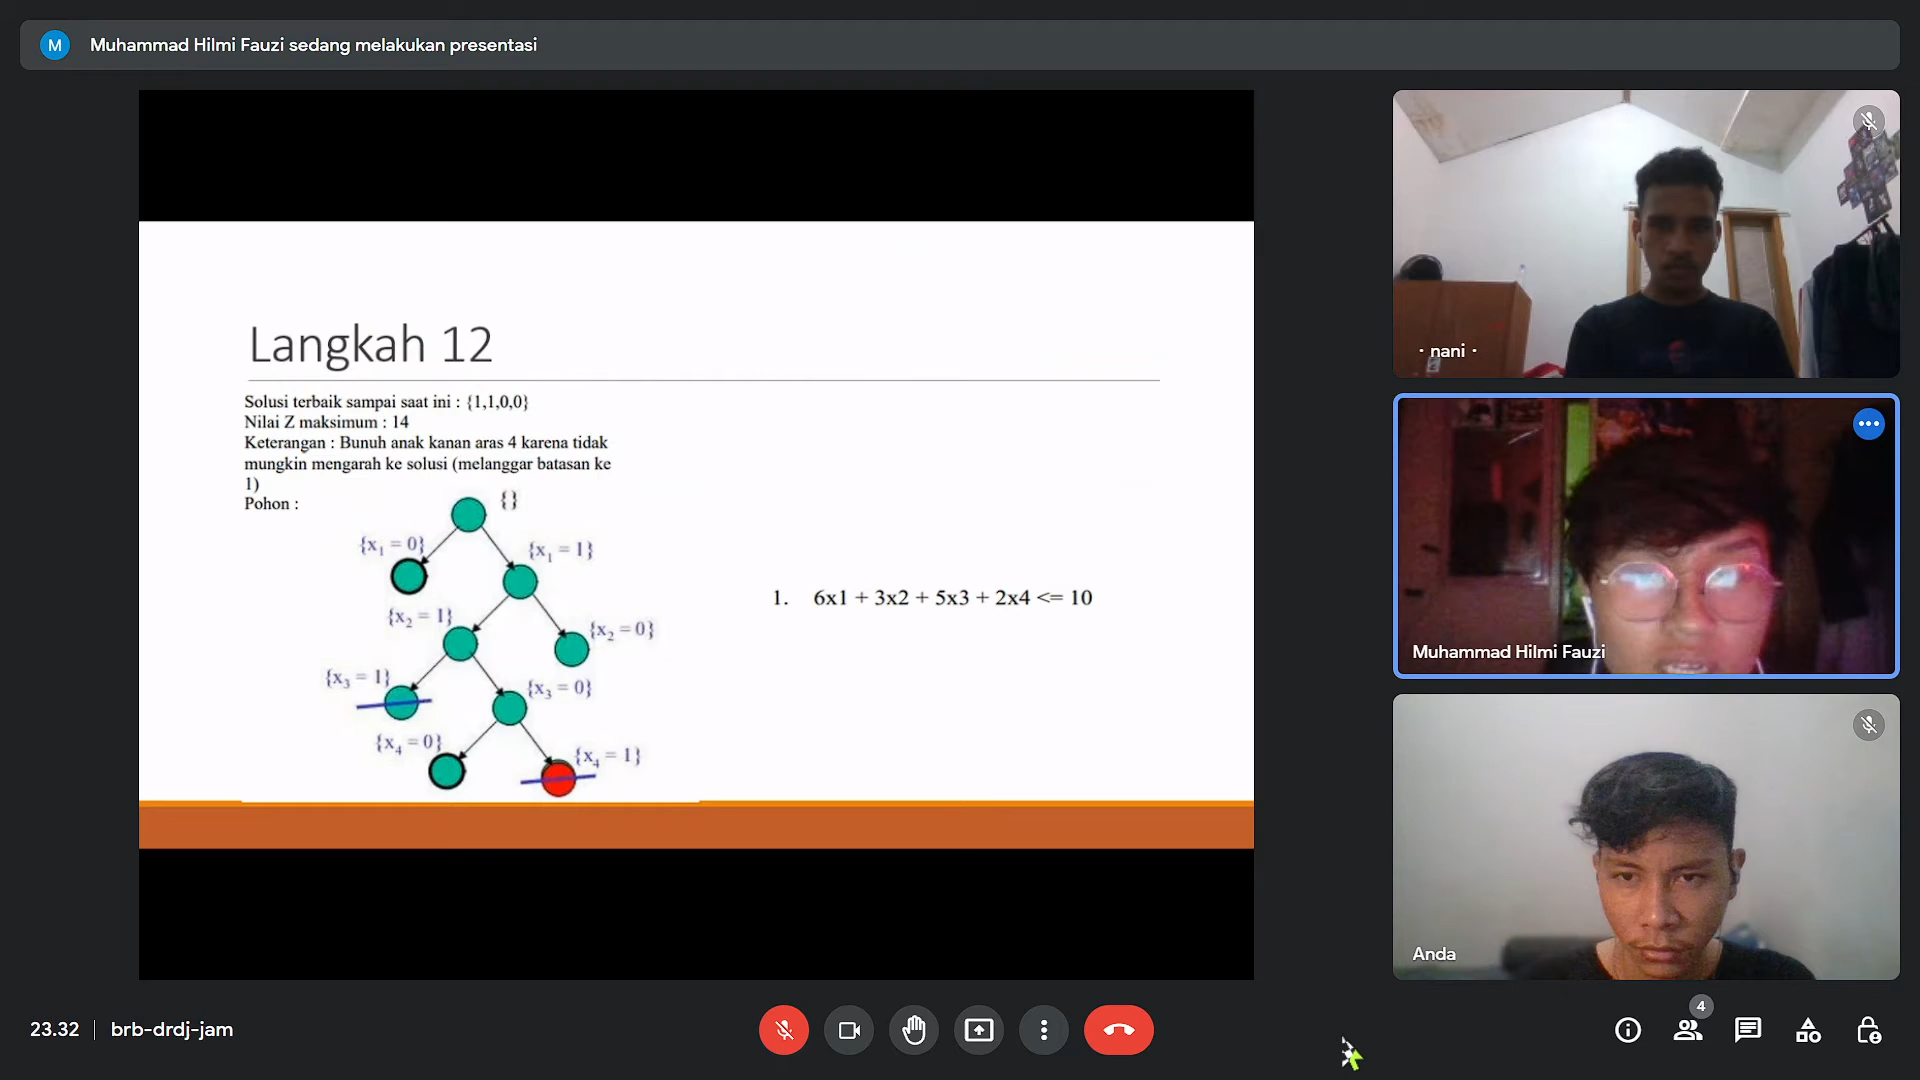 M Muhammad Hilmi Fauzi sedang melakukan presentasi
Langkah 12
Solusi terbaik sampai saat ini : {1,1,0,0}
Nilai Z maksimum : 14
Keterangan : Bunuh anak kanan aras 4 karena tidak
mungkin mengarah ke solusi (melanggar batasan ke
1)
Pohon :
{}
{x₁ = 0}
{x₁ = 1}
{x₂ = 1}
{x₂ = 0}
{x₃ = 1}
{x₃ = 0}
{x₄ = 0}
{x₄ = 1}
1. 6x1 + 3x2 + 5x3 + 2x4 <= 10
· nani ·
Muhammad Hilmi Fauzi
Anda
23.32 | brb-drdj-jam
4